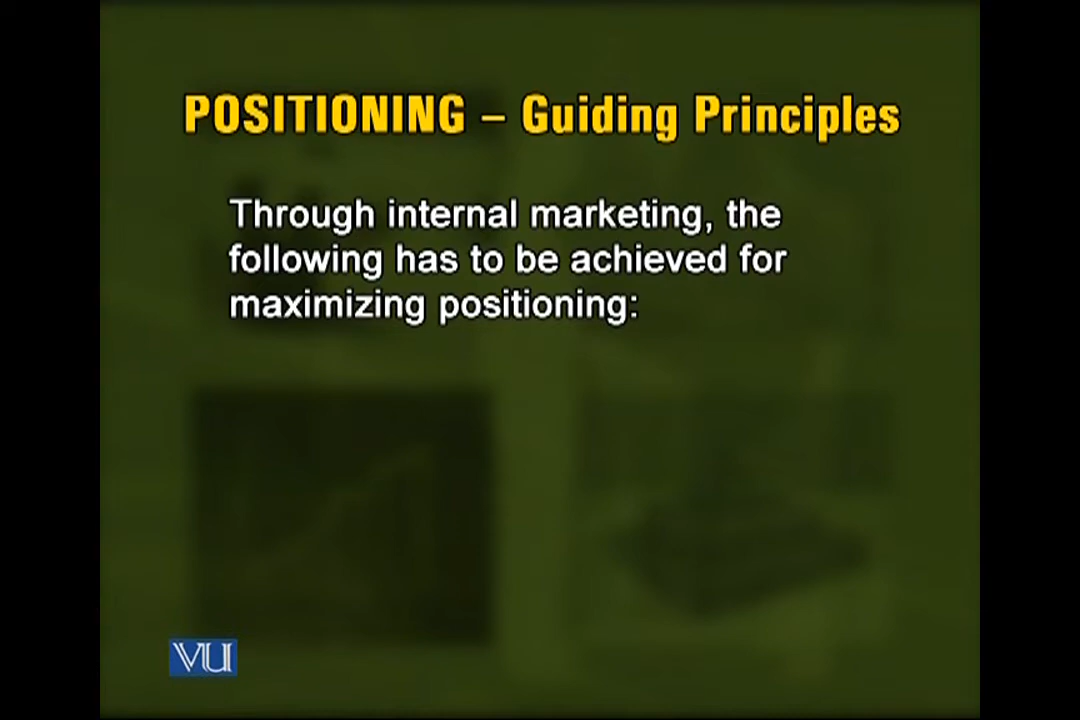 POSITIONING – Guiding Principles
Through internal marketing, the
following has to be achieved for
maximizing positioning:
VU